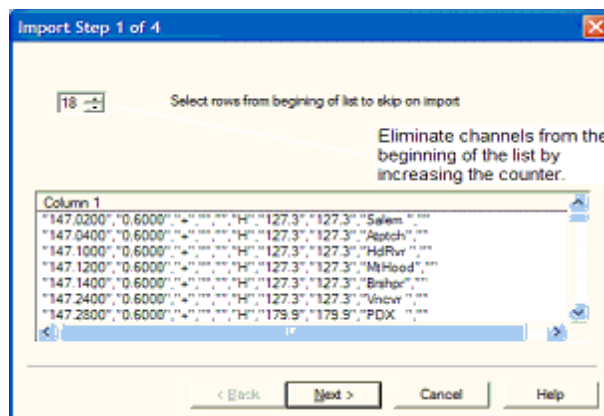 Import Step 1 of 4
18
Select rows from begining of list to skip on import
Eliminate channels from the
beginning of the list by
increasing the counter.
Column 1
"147.0200","0.6000","+","","","H","127.3","127.3","Salem ",""
"147.0400","0.6000","+","","","H","127.3","127.3","Atptch",""
"147.1000","0.6000","+","","","H","127.3","127.3","HdRvr ",""
"147.1200","0.6000","+","","","H","127.3","127.3","MtHood",""
"147.1400","0.6000","+","","","H","127.3","127.3","Brshpr",""
"147.2400","0.6000","+","","","H","127.3","127.3","Vncvr ",""
"147.2800","0.6000","+","","","H","179.9","179.9","PDX   ",""
< Back
Next >
Cancel
Help